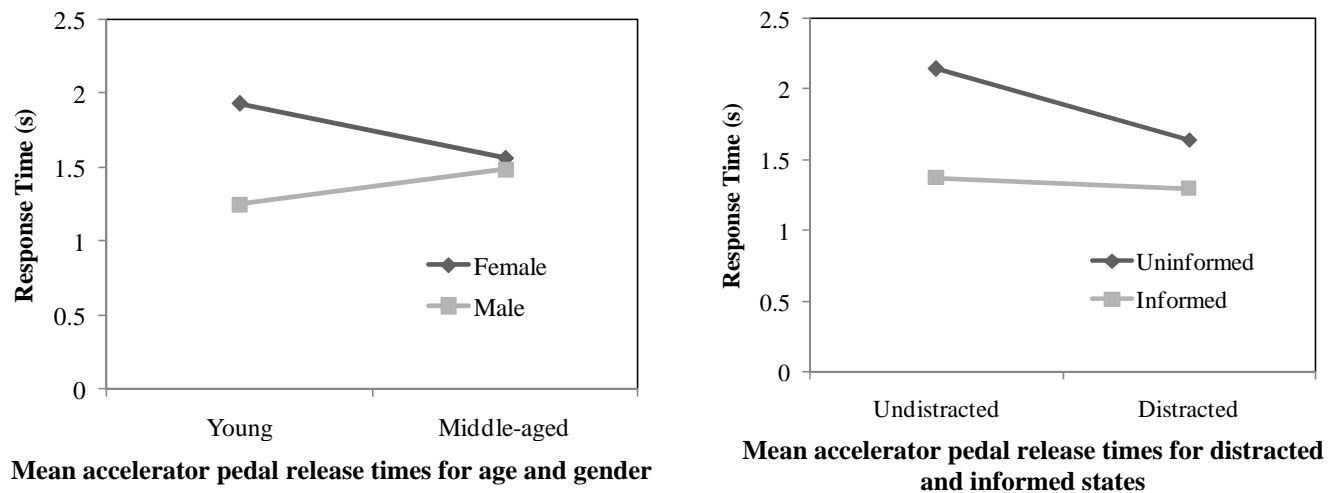 2.5
2
1.5
1
0.5
0
Response Time (s)
Female
Male
Young Middle-aged
Mean accelerator pedal release times for age and gender
2.5
2
1.5
1
0.5
0
Response Time (s)
Uninformed
Informed
Undistracted Distracted
Mean accelerator pedal release times for distracted
and informed states